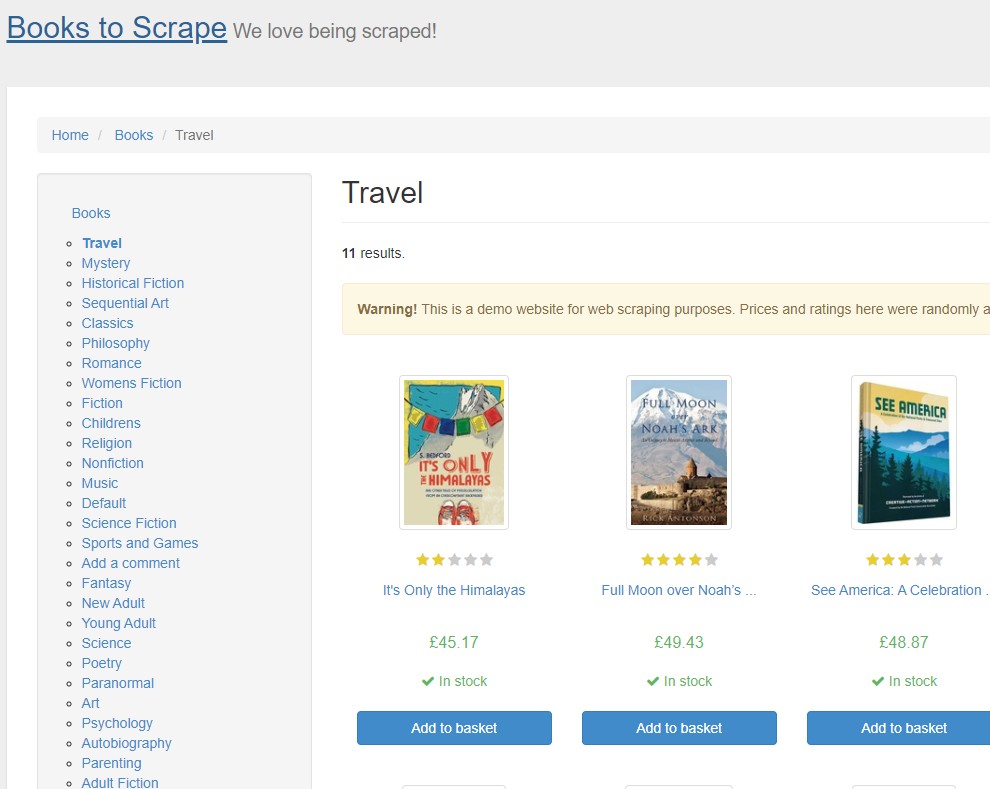 Books to Scrape We love being scraped!
Home / Books / Travel
Books
Travel
Mystery
Historical Fiction
Sequential Art
Classics
Philosophy
Romance
Womens Fiction
Fiction
Childrens
Religion
Nonfiction
Music
Default
Science Fiction
Sports and Games
Add a comment
Fantasy
New Adult
Young Adult
Science
Poetry
Paranormal
Art
Psychology
Autobiography
Parenting
Adult Fiction
Travel
11 results.
Warning! This is a demo website for web scraping purposes. Prices and ratings here were randomly a
S. BEDFORD
IT'S ONLY
THE HIMALAYAS
FULL MOON
over
NOAH'S ARK
RICK ANTONSON
SEE AMERICA
CREATIVE ACTION NETWORK
It's Only the Himalayas
Full Moon over Noah’s ...
See America: A Celebration .
£45.17
£49.43
£48.87
In stock
In stock
In stock
Add to basket
Add to basket
Add to basket